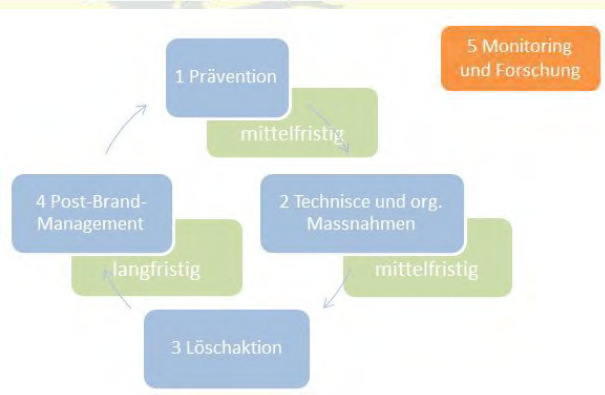 5 Monitoring
und Forschung
1 Prävention
mittelfristig
4 Post-Brand-
Management
2 Technisce und org.
Massnahmen
langfristig
mittelfristig
3 Löschaktion